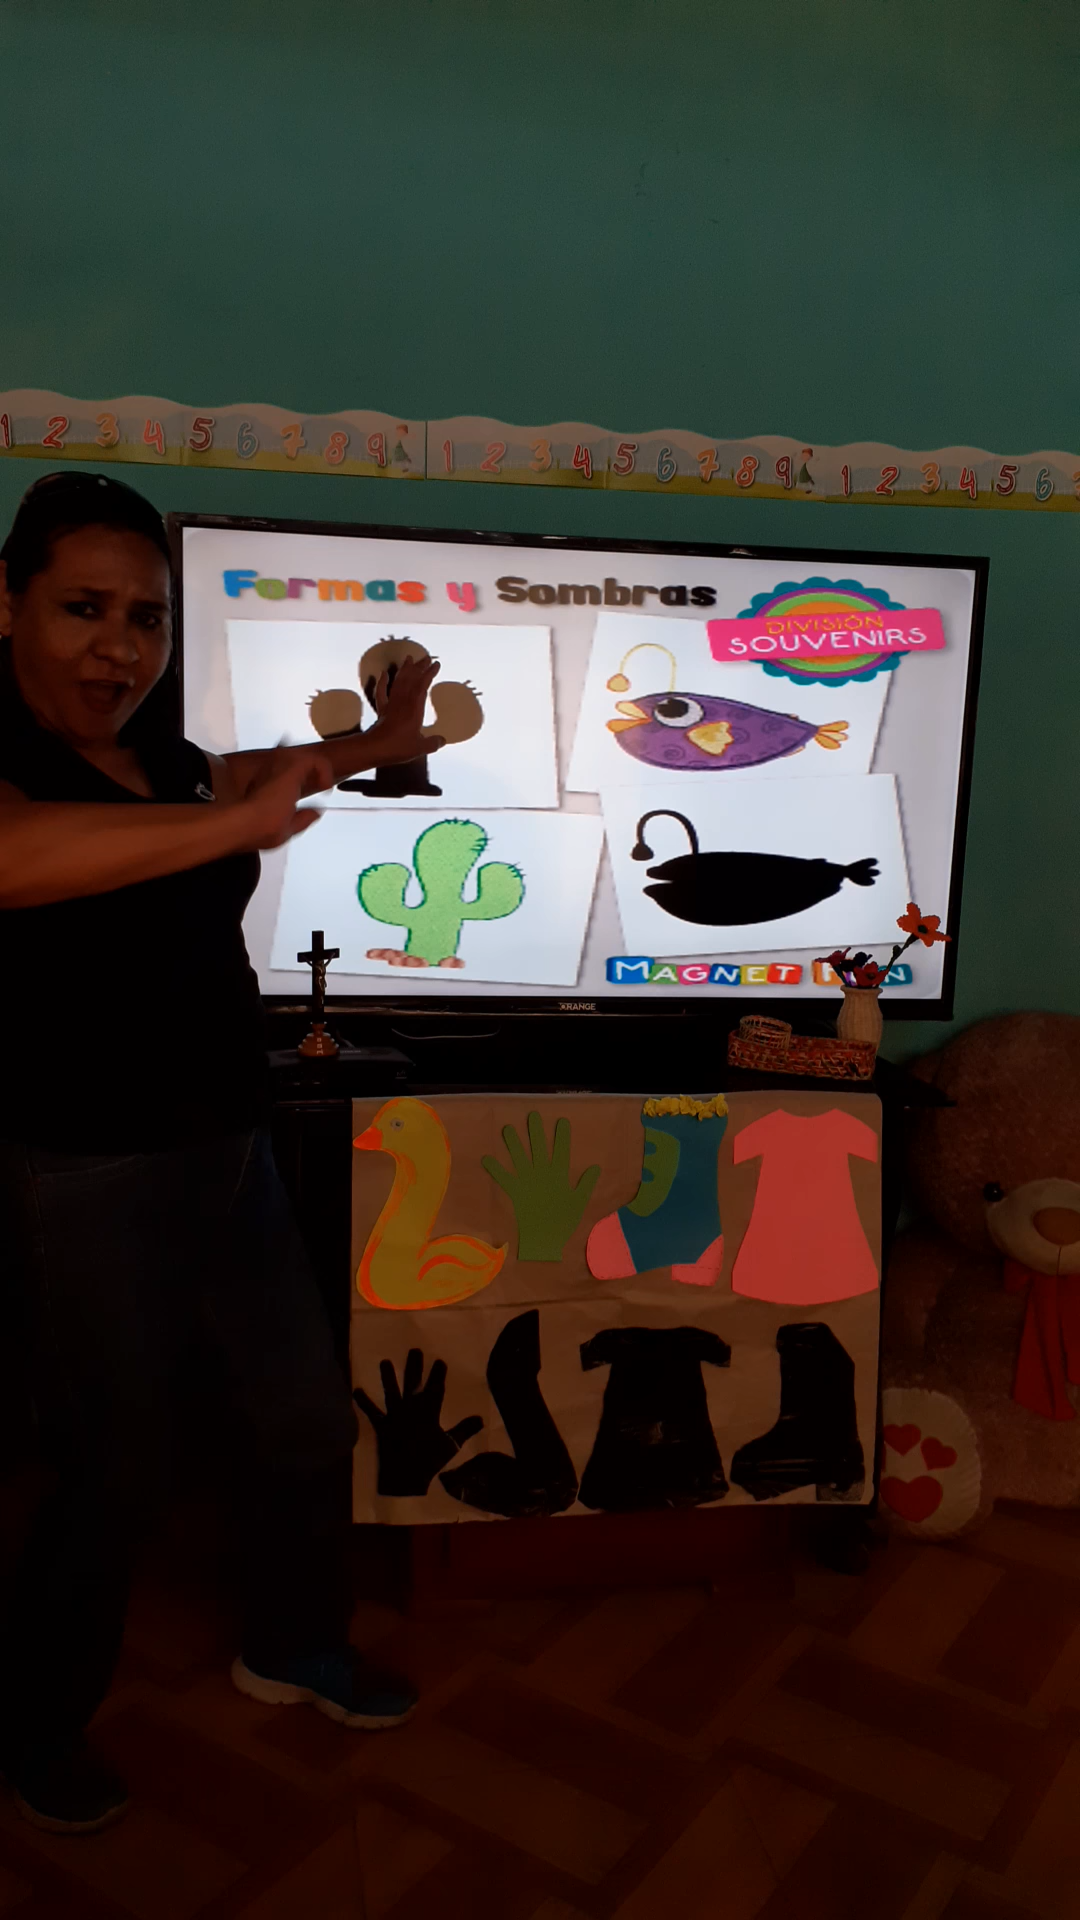 1 2 3 4 5 6 7 8 9 1 2 3 4 5 6 7 8 9 1 2 3 4 5 6
Formas y Sombras
DIVISIÓN
SOUVENIRS
MAGNET
XRANGE